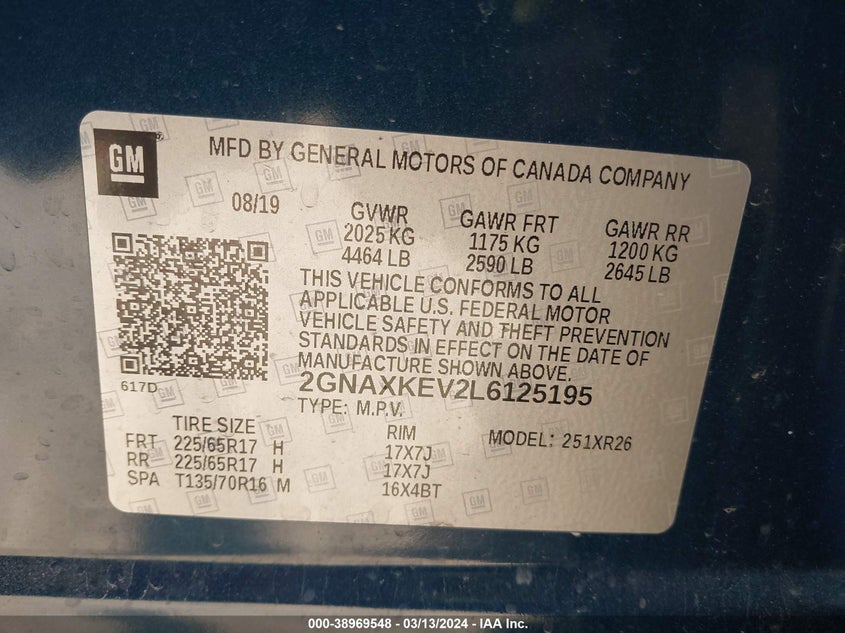 GM
MFD BY GENERAL MOTORS OF CANADA COMPANY
08/19
GVWR
2025 KG
4464 LB
GAWR FRT
1175 KG
2590 LB
GAWR RR
1200 KG
2645 LB
THIS VEHICLE CONFORMS TO ALL
APPLICABLE U.S. FEDERAL MOTOR
VEHICLE SAFETY AND THEFT PREVENTION
STANDARDS IN EFFECT ON THE DATE OF
MANUFACTURE SHOWN ABOVE.
617D
2GNAXKEV2L6125195
TYPE: M.P.V.
MODEL: 251XR26
TIRE SIZE RIM
FRT 225/65R17 H 17X7J
RR 225/65R17 H 17X7J
SPA T135/70R16 M 16X4BT
000-38969548 - 03/13/2024 - IAA Inc.